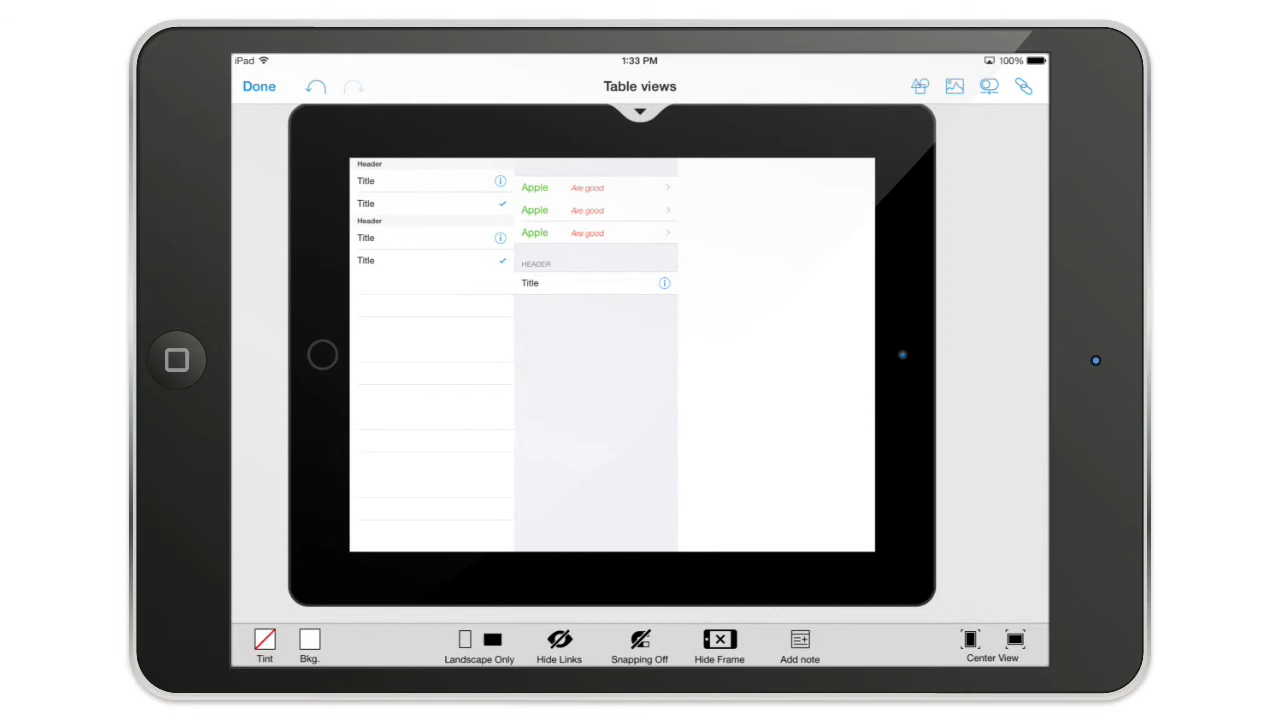 iPad 1:33 PM 100%
Done Table views
Header
Title
Title
Header
Title
Title
Apple Are good
Apple Are good
Apple Are good
HEADER
Title
Tint Bkg. Landscape Only Hide Links Snapping Off Hide Frame Add note Center View